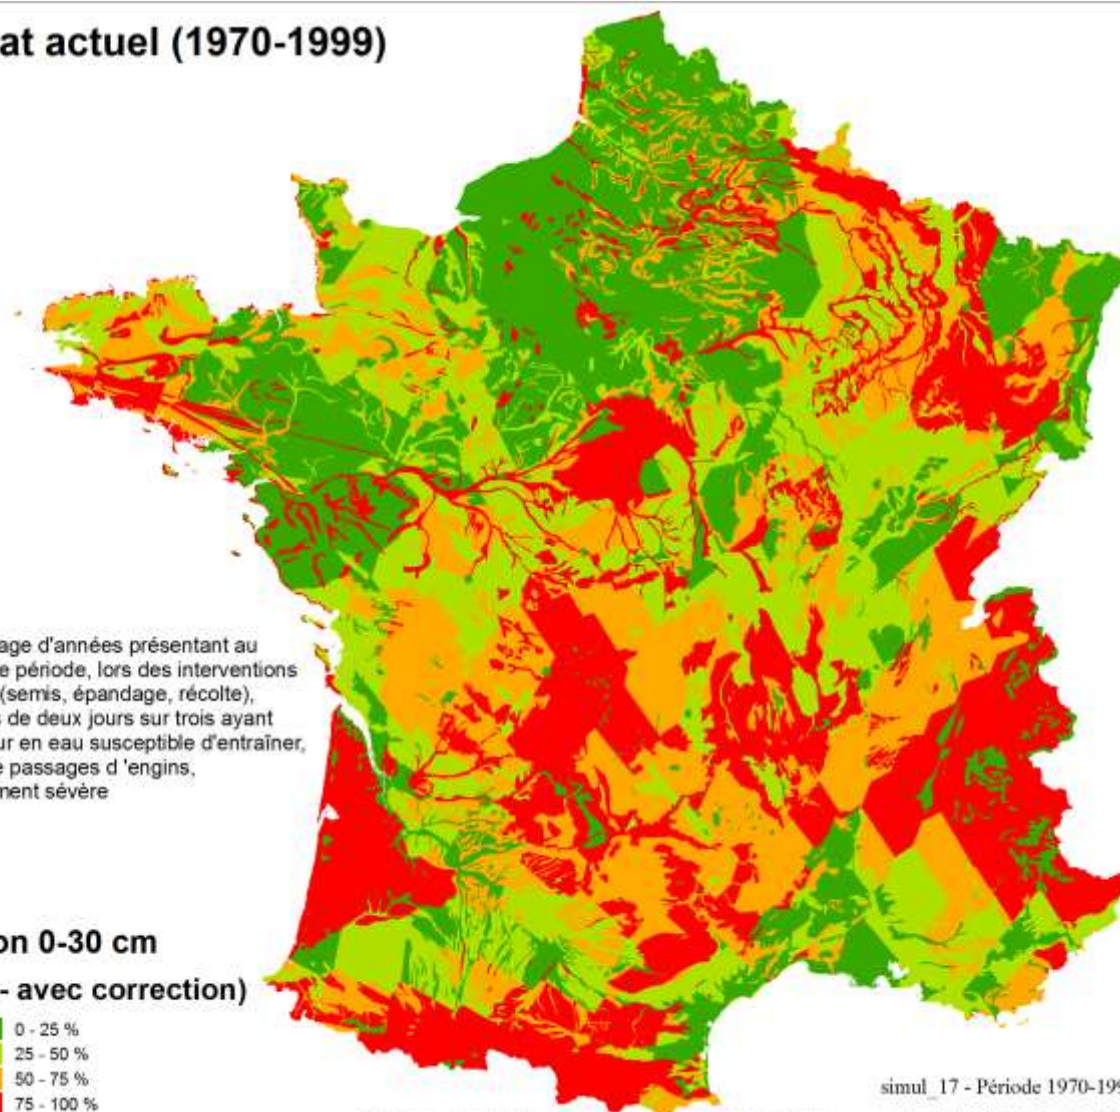 at actuel (1970-1999)
age d'années présentant au
e période, lors des interventions
(semis, épandage, récolte),
s de deux jours sur trois ayant
ur en eau susceptible d'entraîner,
e passages d 'engins,
ment sévère
on 0-30 cm
- avec correction)
0 - 25 %
25 - 50 %
50 - 75 %
75 - 100 %
simul_17 - Période 1970-199